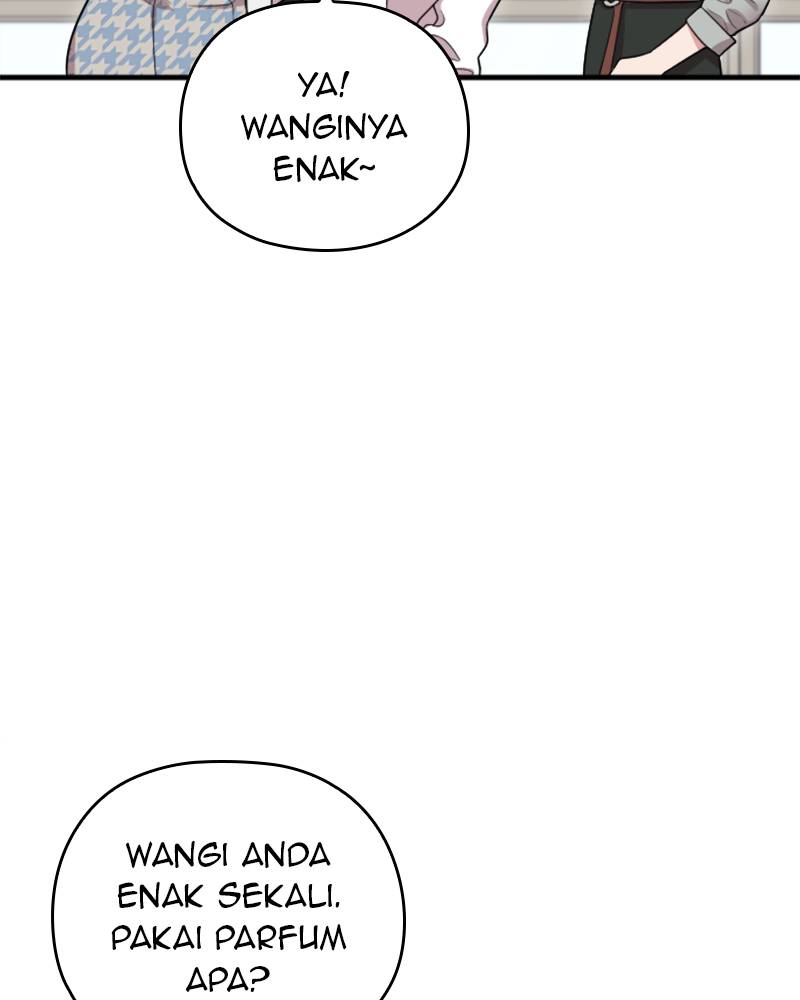 YA!
WANGINYA
ENAK~
WANGI ANDA
ENAK SEKALI.
PAKAI PARFUM
APA?